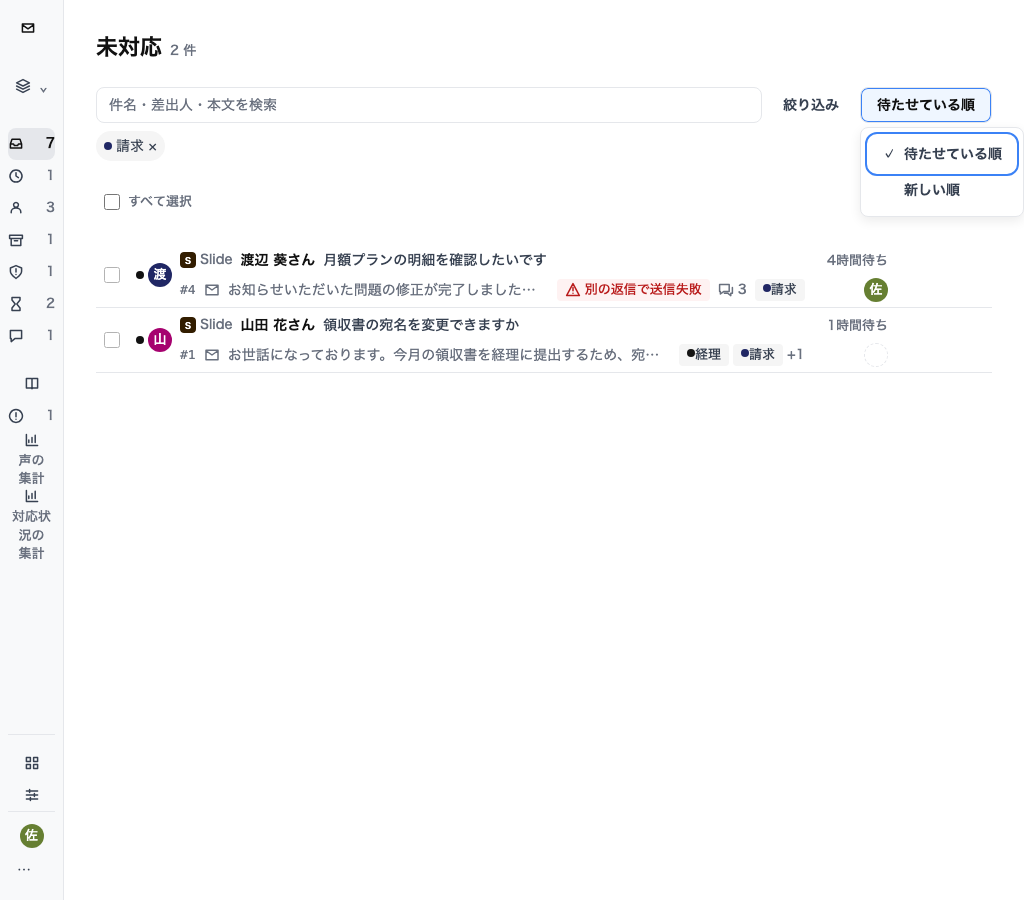 未対応 2 件
件名・差出人・本文を検索
絞り込み
待たせている順
請求 ×
✓ 待たせている順
新しい順
すべて選択
7
1
3
1
1
2
1
1
声の
集計
対応状
況の
集計
佐
…
渡
s Slide 渡辺 葵さん 月額プランの明細を確認したいです
4時間待ち
#4 お知らせいただいた問題の修正が完了しました…
別の返信で送信失敗
3
請求
佐
山
s Slide 山田 花さん 領収書の宛名を変更できますか
1時間待ち
#1 お世話になっております。今月の領収書を経理に提出するため、宛…
経理
請求
+1